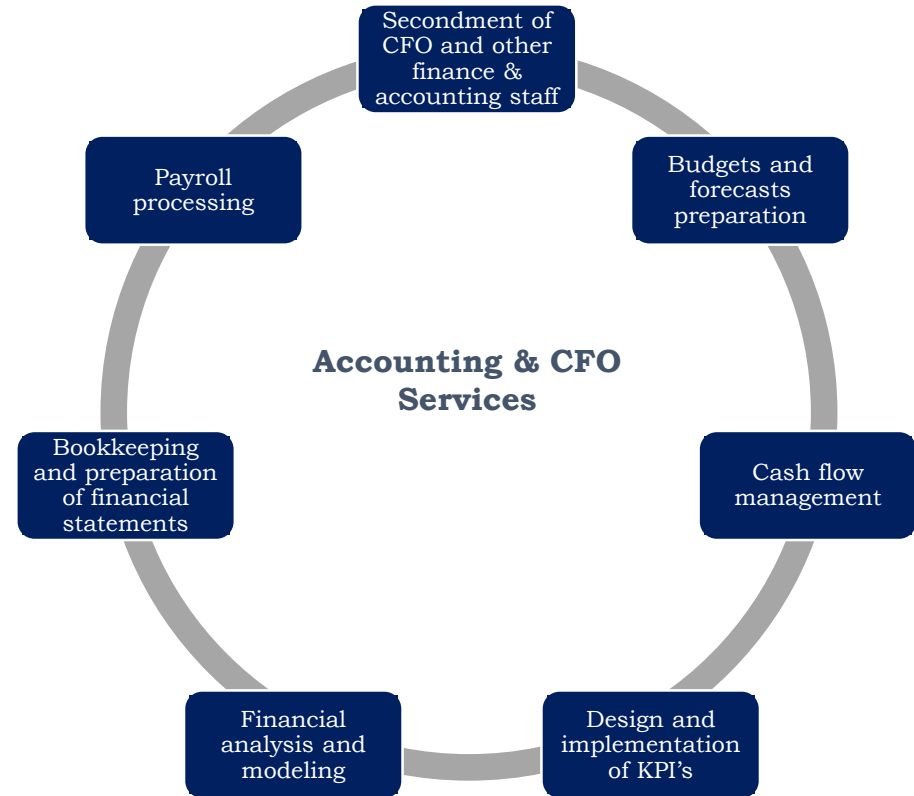 Secondment of
CFO and other
finance &
accounting staff
Budgets and
forecasts
preparation
Cash flow
management
Design and
implementation
of KPI's
Financial
analysis and
modeling
Bookkeeping
and preparation
of financial
statements
Payroll
processing
Accounting & CFO
Services